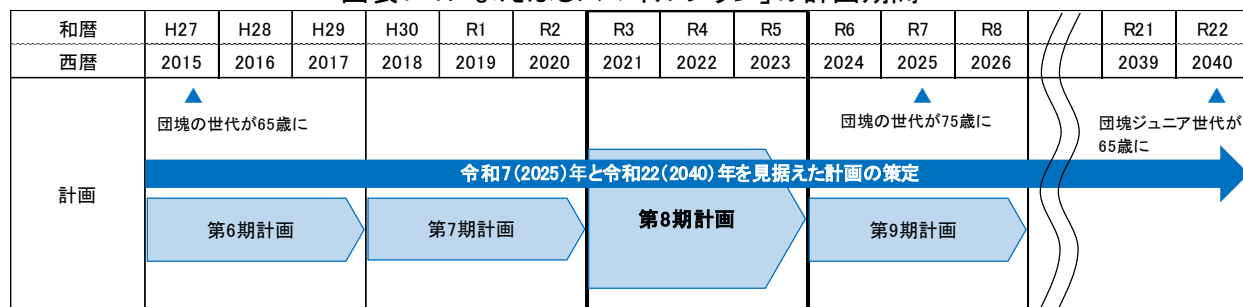 和暦 H27 H28 H29 H30 R1 R2 R3 R4 R5 R6 R7 R8 R21 R22
西暦 2015 2016 2017 2018 2019 2020 2021 2022 2023 2024 2025 2026 2039 2040
計画
団塊の世代が65歳に
団塊の世代が75歳に
団塊ジュニア世代が
65歳に
令和7(2025)年と令和22(2040)年を見据えた計画の策定
第6期計画
第7期計画
第8期計画
第9期計画